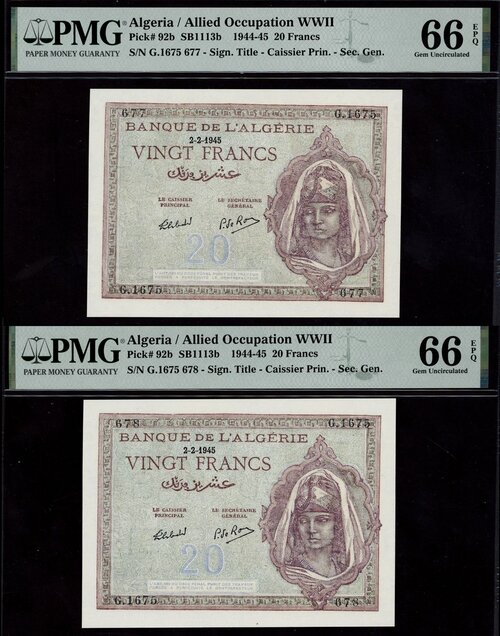 PMG
PAPER MONEY GUARANTY
Algeria / Allied Occupation WWII
Pick# 92b SB1113b 1944-45 20 Francs
S/N G.1675 677 - Sign. Title - Caissier Prin. - Sec. Gen.
66 EPQ
Gem Uncirculated
677 G.1675
BANQUE DE L'ALGÉRIE
2-2-1945
VINGT FRANCS
عشرين فرنك
LE CAISSIER PRINCIPAL
LE SECRÉTAIRE GÉNÉRAL
20
G.1675 677
PMG
PAPER MONEY GUARANTY
Algeria / Allied Occupation WWII
Pick# 92b SB1113b 1944-45 20 Francs
S/N G.1675 678 - Sign. Title - Caissier Prin. - Sec. Gen.
66 EPQ
Gem Uncirculated
678 G.1675
BANQUE DE L'ALGÉRIE
2-2-1945
VINGT FRANCS
عشرين فرنك
LE CAISSIER PRINCIPAL
LE SECRÉTAIRE GÉNÉRAL
20
G.1675 678